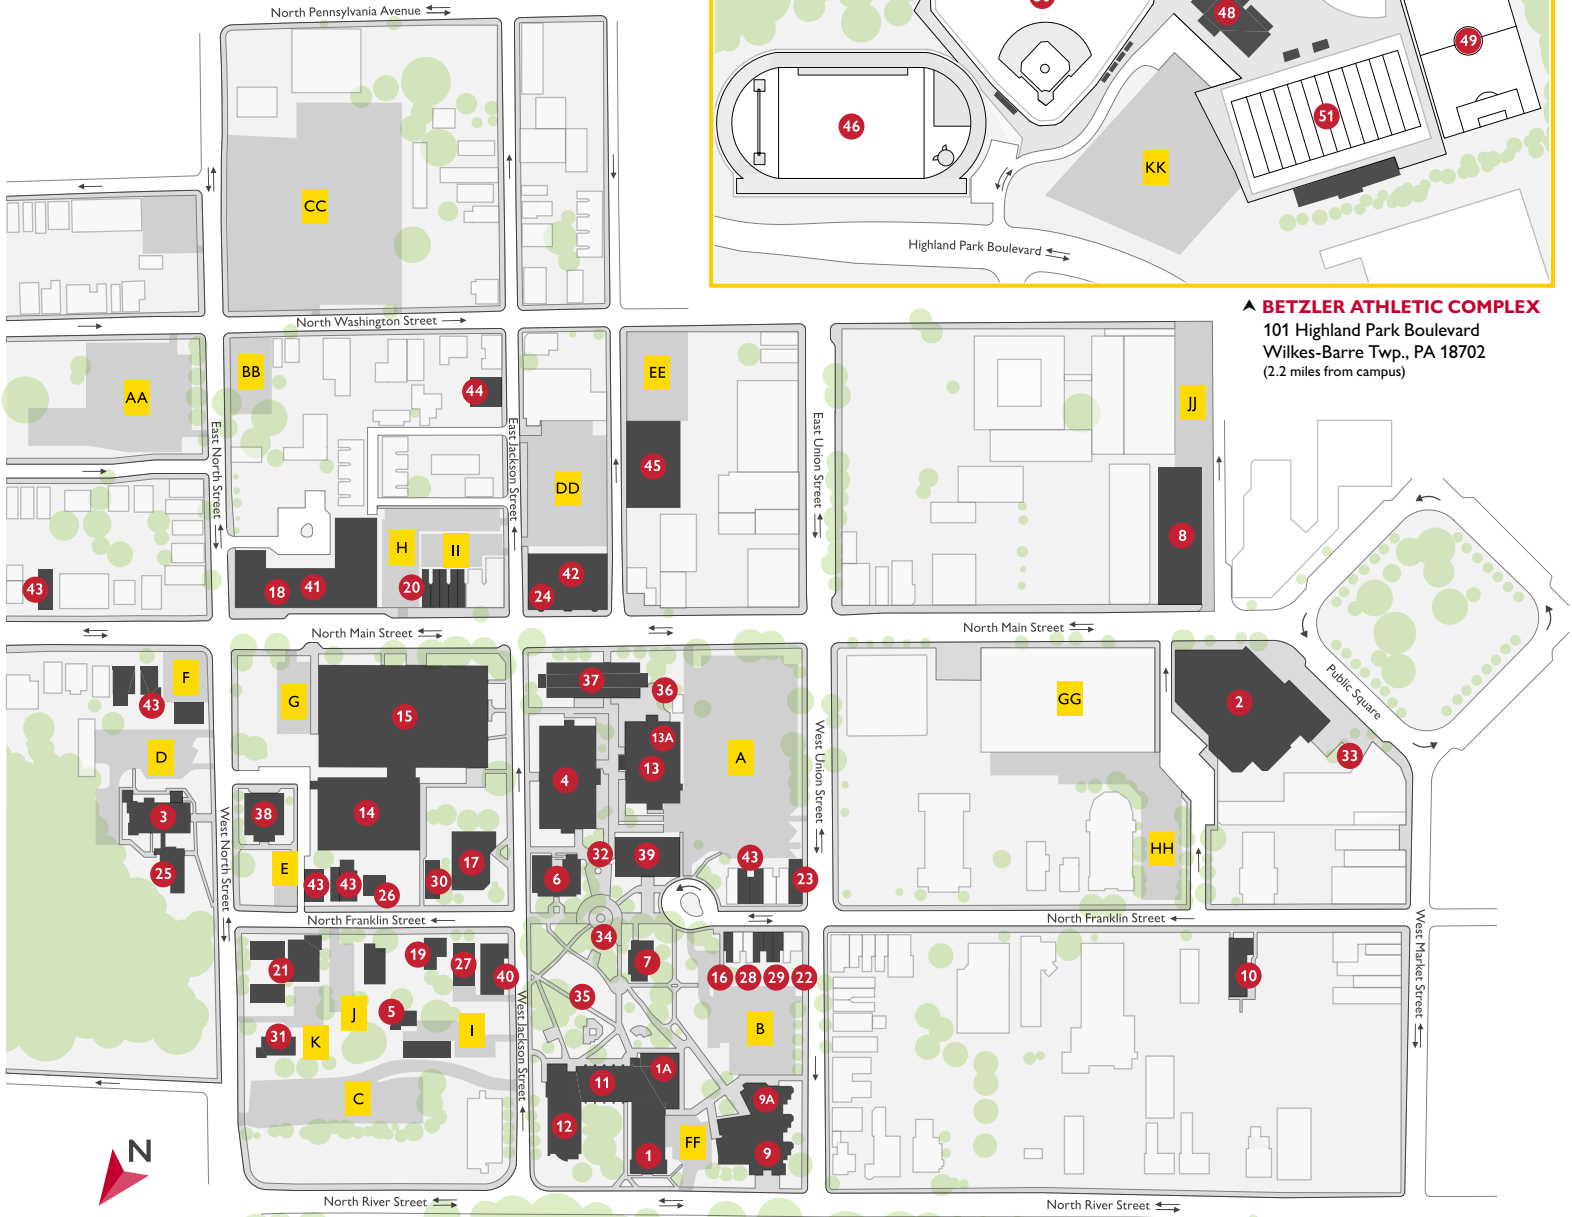 North Pennsylvania Avenue
48
49
46
51
KK
CC
Highland Park Boulevard
BETZLER ATHLETIC COMPLEX
101 Highland Park Boulevard
Wilkes-Barre Twp., PA 18702
(2.2 miles from campus)
North Washington Street
BB
EE
AA
44
JJ
East North Street
East Jackson Street
East Union Street
45
DD
8
H
II
43
18
41
20
42
24
North Main Street
North Main Street
F
43
G
15
37
36
13A
GG
2
Public Square
33
D
4
13
A
West Union Street
3
38
14
West North Street
25
E
43
43
26
30
17
6
32
39
43
23
HH
North Franklin Street
North Franklin Street
West Market Street
21
19
27
40
34
7
16
28
29
22
10
35
J
5
I
K
31
B
West Jackson Street
C
11
1A
9A
12
1
FF
9
N
North River Street
North River Street